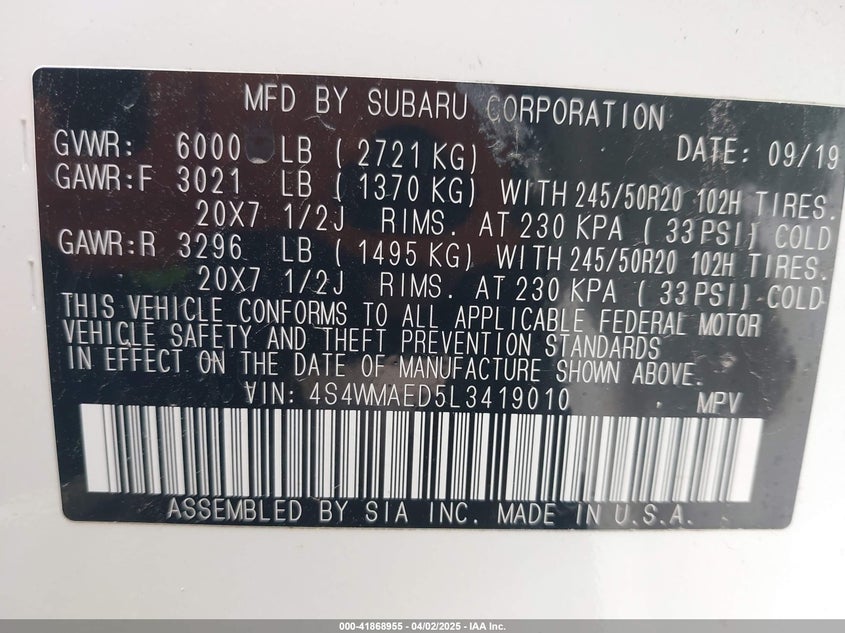 MFD BY SUBARU CORPORATION
GVWR: 6000 LB ( 2721 KG) DATE: 09/19
GAWR:F 3021 LB ( 1370 KG) WITH 245/50R20 102H TIRES.
20X7 1/2J RIMS. AT 230 KPA ( 33 PSI) COLD
GAWR:R 3296 LB ( 1495 KG) WITH 245/50R20 102H TIRES.
20X7 1/2J RIMS. AT 230 KPA ( 33 PSI) COLD
THIS VEHICLE CONFORMS TO ALL APPLICABLE FEDERAL MOTOR
VEHICLE SAFETY AND THEFT PREVENTION STANDARDS
IN EFFECT ON THE DATE OF MANUFACTURE SHOWN ABOVE.
VIN: 4S4WMAED5L3419010 MPV
ASSEMBLED BY SIA INC. MADE IN U.S.A.
000-41868955 | 04/02/2025 | IAA Inc.